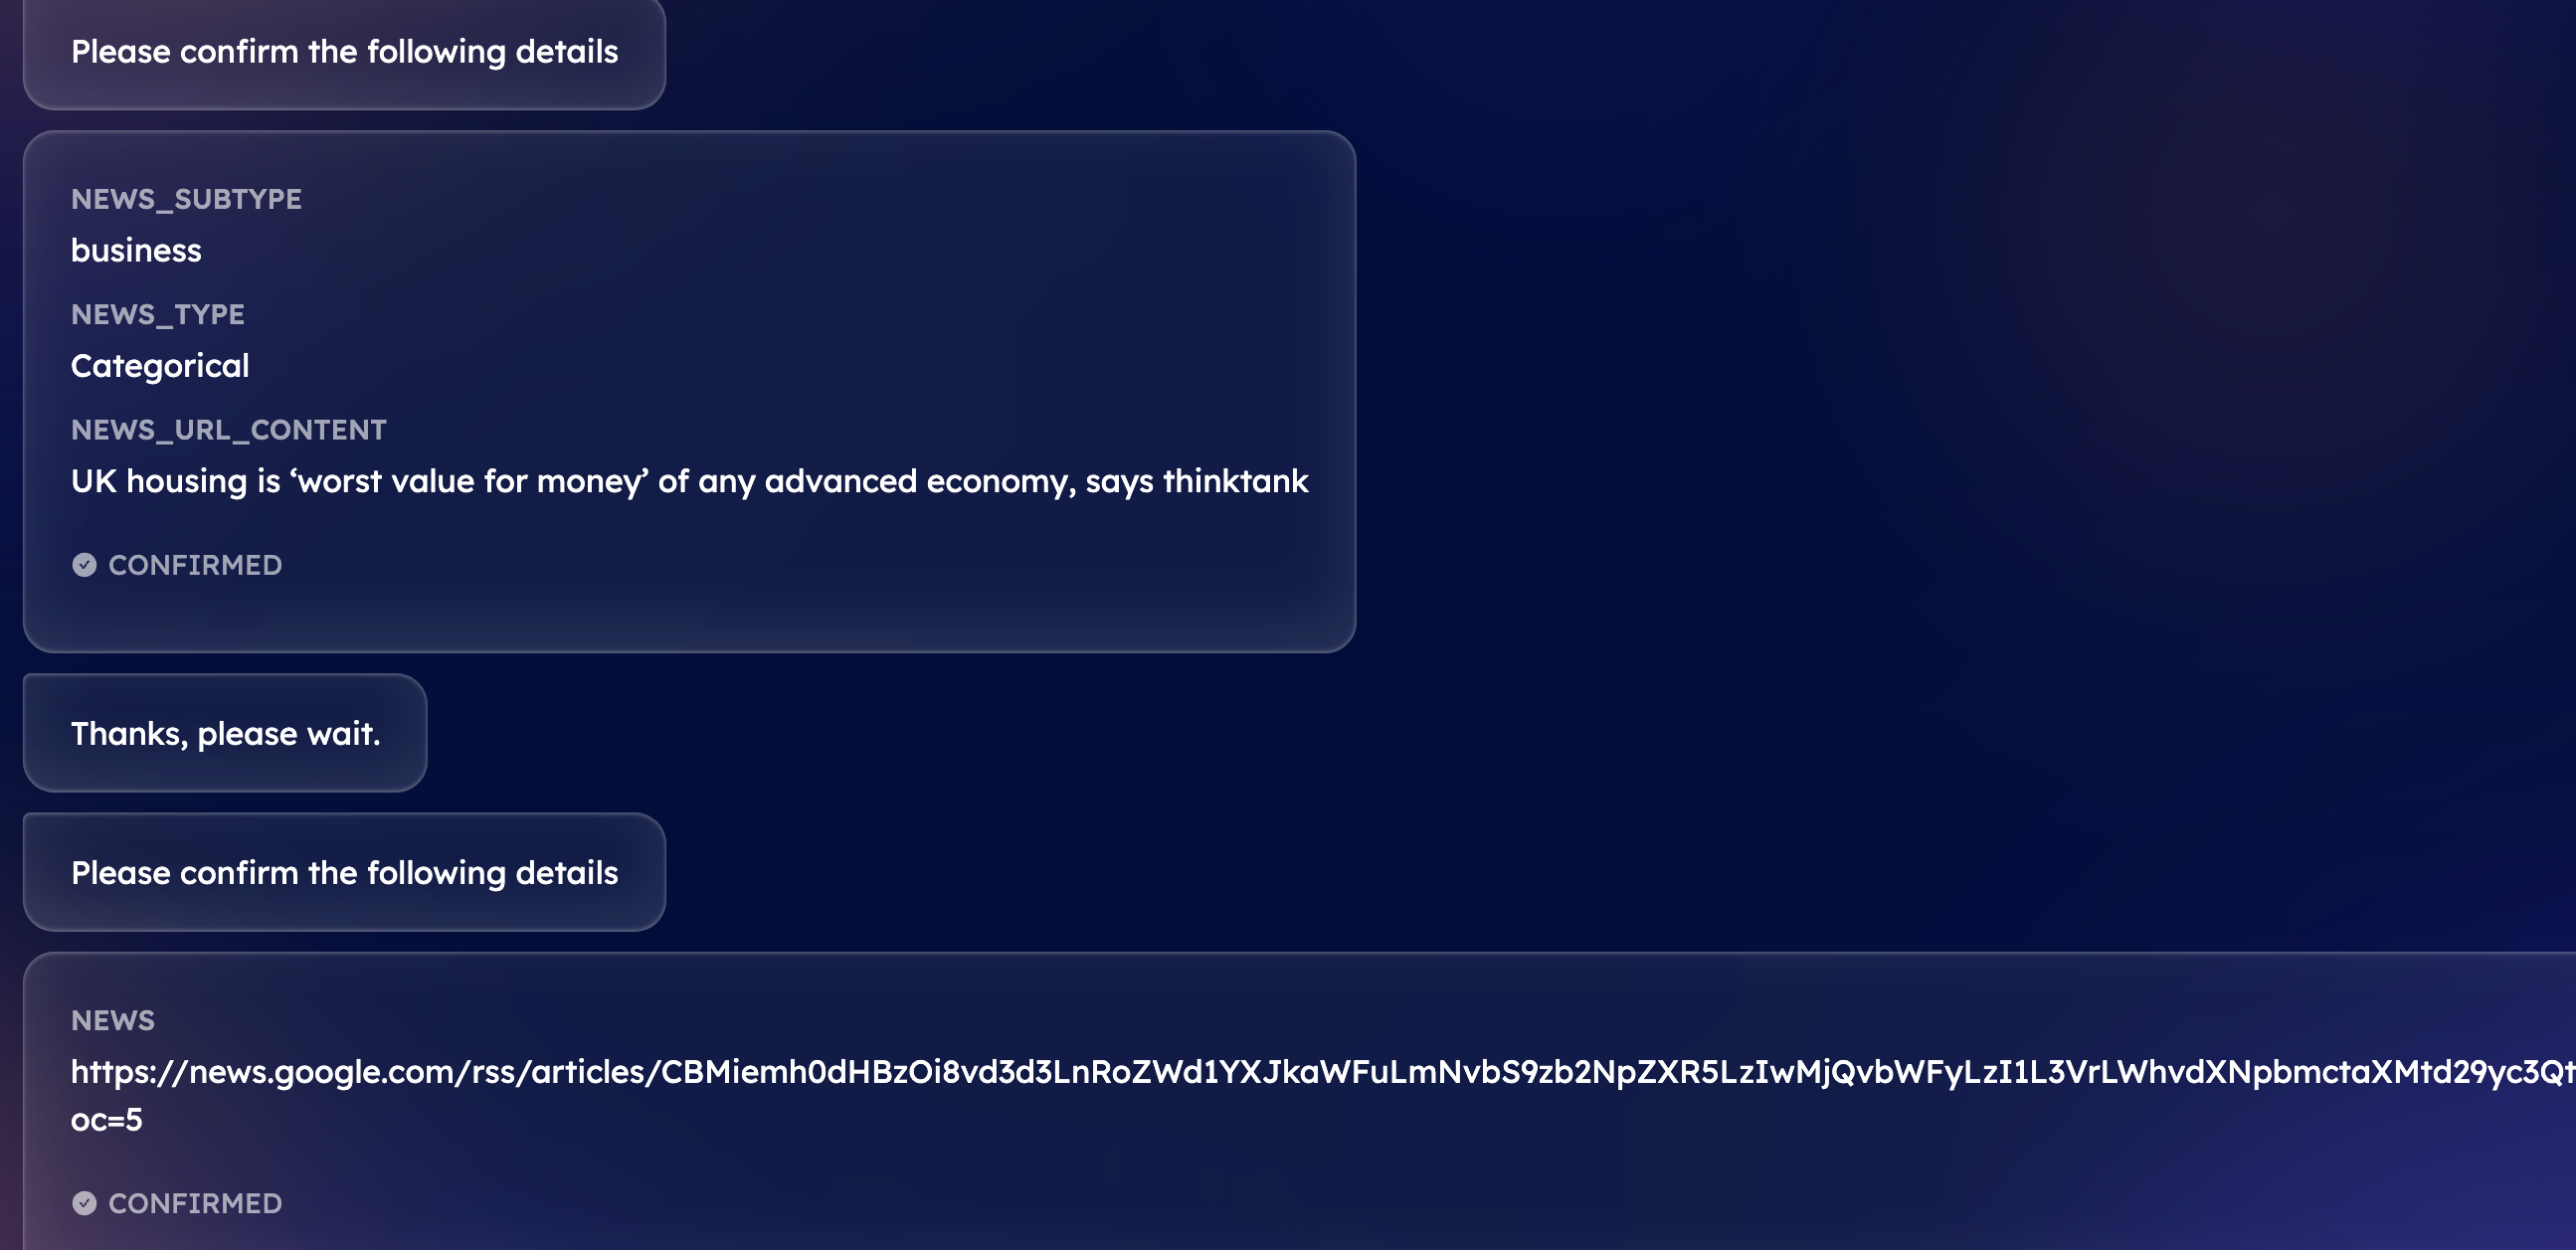 Please confirm the following details
NEWS_SUBTYPE
business
NEWS_TYPE
Categorical
NEWS_URL_CONTENT
UK housing is ‘worst value for money’ of any advanced economy, says thinktank
CONFIRMED
Thanks, please wait.
Please confirm the following details
NEWS
https://news.google.com/rss/articles/CBMiemh0dHBzOi8vd3d3LnRoZWd1YXJkaWFuLmNvbS9zb2NpZXR5LzIwMjQvbWFyLzI1L3VrLWhvdXNpbmctaXMtd29yc3Qt
oc=5
CONFIRMED